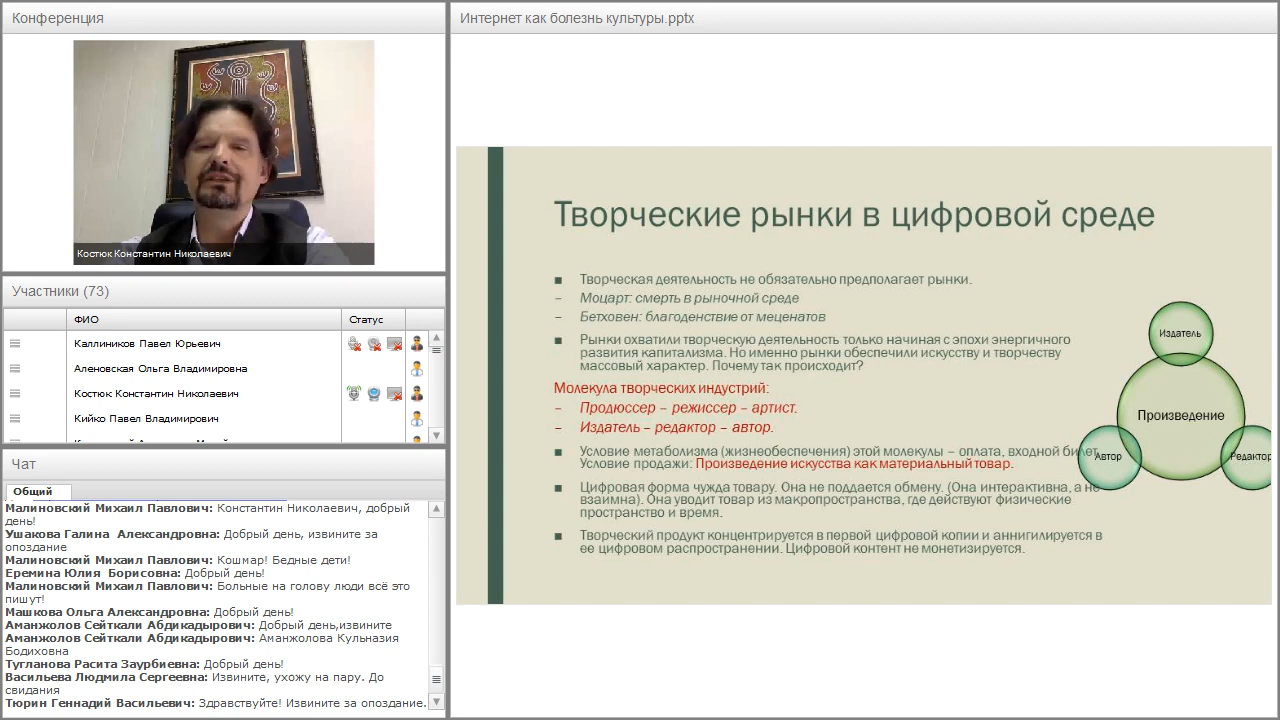 Конференция
Костюк Константин Николаевич
Участники (73)
ФИО
Статус
Каллиников Павел Юрьевич
Аленовская Ольга Владимировна
Костюк Константин Николаевич
Кийко Павел Владимирович
Чат
Общий
Малиновский Михаил Павлович: Константин Николаевич, добрый
день!
Ушакова Галина Александровна: Добрый день, извините за
опоздание
Малиновский Михаил Павлович: Кошмар! Бедные дети!
Еремина Юлия Борисовна: Добрый день!
Малиновский Михаил Павлович: Больные на голову люди всё это
пишут!
Машкова Ольга Александровна: Добрый день!
Аманжолов Сейткали Абдикадырович: Добрый день,извините
Аманжолов Сейткали Абдикадырович: Аманжолова Кульназия
Бодиховна
Тугланова Расита Заурбиевна: Добрый день!
Васильева Людмила Сергеевна: Извините, ухожу на пару. До
свидания
Тюрин Геннадий Васильевич: Здравствуйте! Извините за опоздание.
Интернет как болезнь культуры.pptx
Творческие рынки в цифровой среде
■ Творческая деятельность не обязательно предполагает рынки.
– Моцарт: смерть в рыночной среде
– Бетховен: благоденствие от меценатов
■ Рынки охватили творческую деятельность только начиная с эпохи энергичного
развития капитализма. Но именно рынки обеспечили искусству и творчеству
массовый характер. Почему так происходит?
Молекула творческих индустрий:
– Продюссер – режиссер – артист.
– Издатель – редактор – автор.
■ Условие метаболизма (жизнеобеспечения) этой молекулы – оплата, входной билет.
Условие продажи: Произведение искусства как материальный товар.
■ Цифровая форма чужда товару. Она не поддается обмену. (Она интерактивна, а не
взаимна). Она уводит товар из макропространства, где действуют физические
пространство и время.
■ Творческий продукт концентрируется в первой цифровой копии и аннигилируется в
ее цифровом распространении. Цифровой контент не монетизируется.
Издатель
Произведение
Автор
Редактор